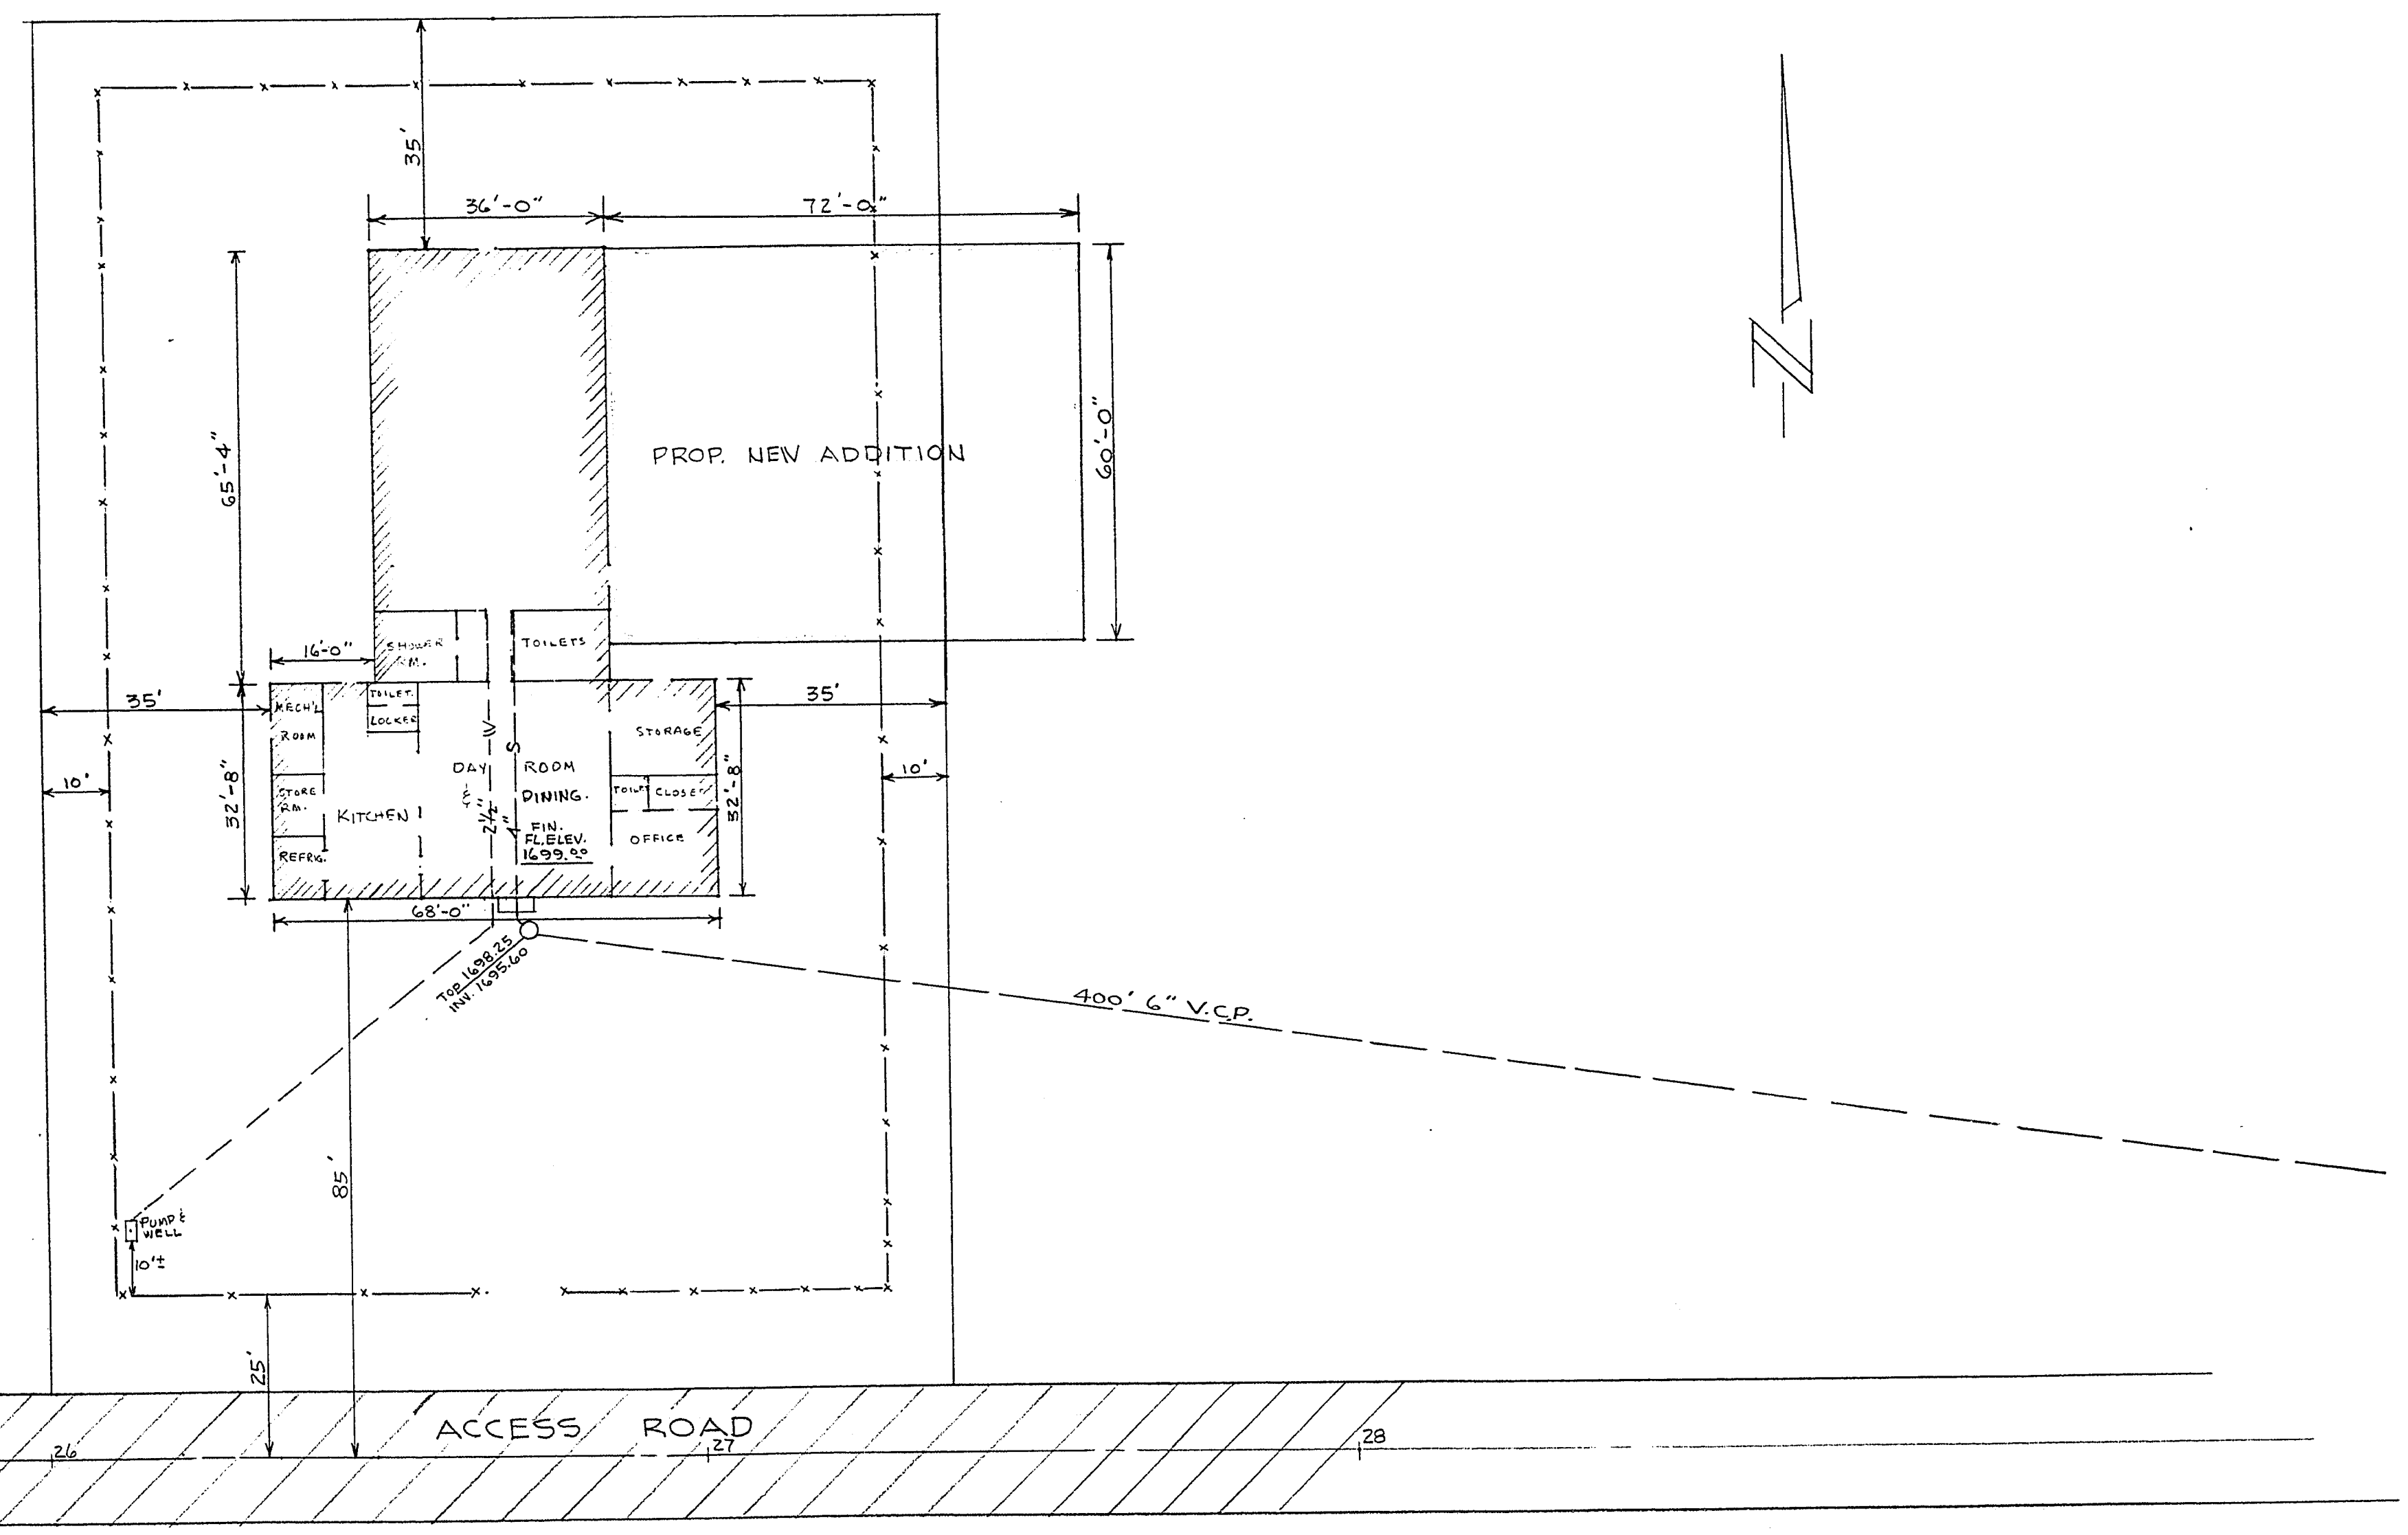 35'
36'-0"
72'-0"
65'-4"
PROP. NEW ADDITION
60'-0"
N
SHOWER
RM.
TOILETS
16'-0"
35'
35'
MECH'L
ROOM
TOILET.
LOCKER
STORAGE
W
S
DAY ROOM
&
DINING.
10'
10'
32'-8"
32'-8"
STORE
RM.
TOILET
CLOSET
KITCHEN
2½"
4"
FIN.
FL.ELEV.
1699.00
OFFICE
REFRIG.
68'-0"
TOP 1698.25
INV. 1695.60
400' 6" V.C.P.
85'
PUMP &
WELL
10'±
25'
ACCESS ROAD
26
27
28